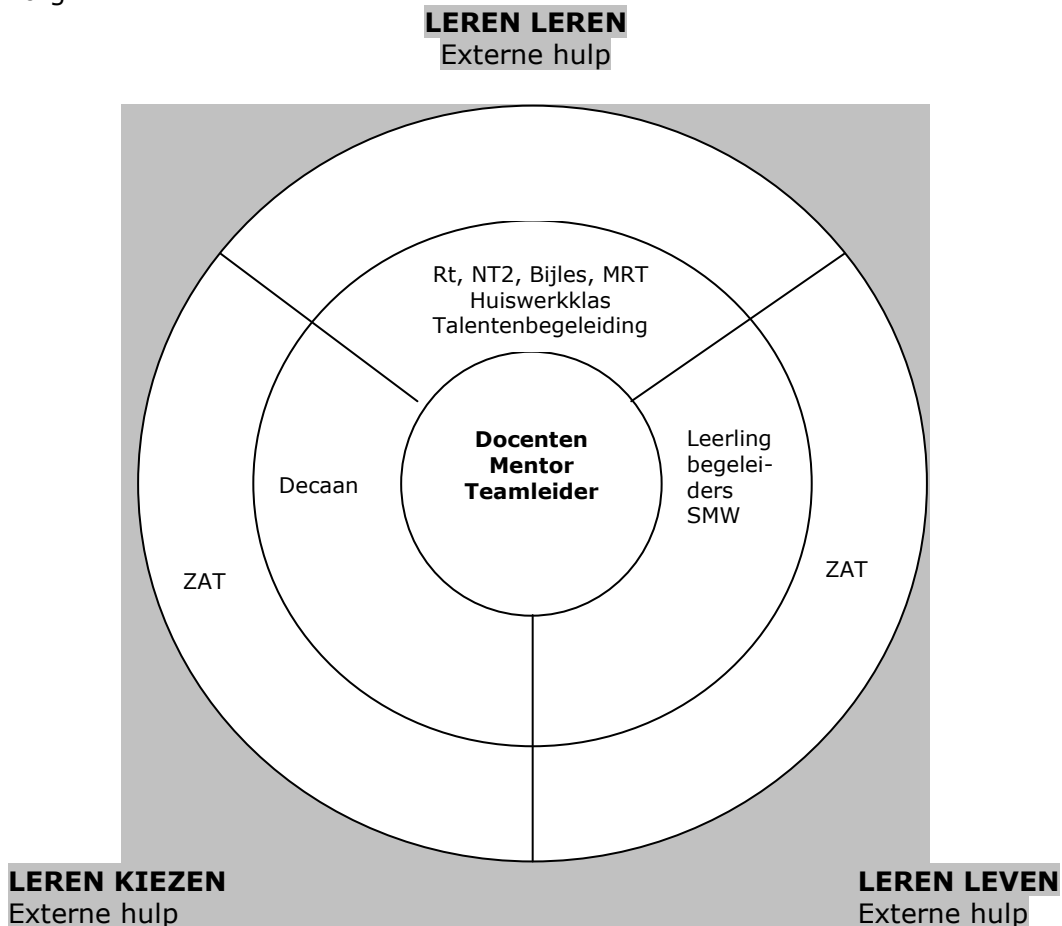 LEREN LEREN
Externe hulp
Rt, NT2, Bijles, MRT
Huiswerkklas
Talentenbegeleiding
Docenten
Mentor
Teamleider
Leerling
begelei-
ders
SMW
Decaan
ZAT
ZAT
LEREN KIEZEN
Externe hulp
LEREN LEVEN
Externe hulp